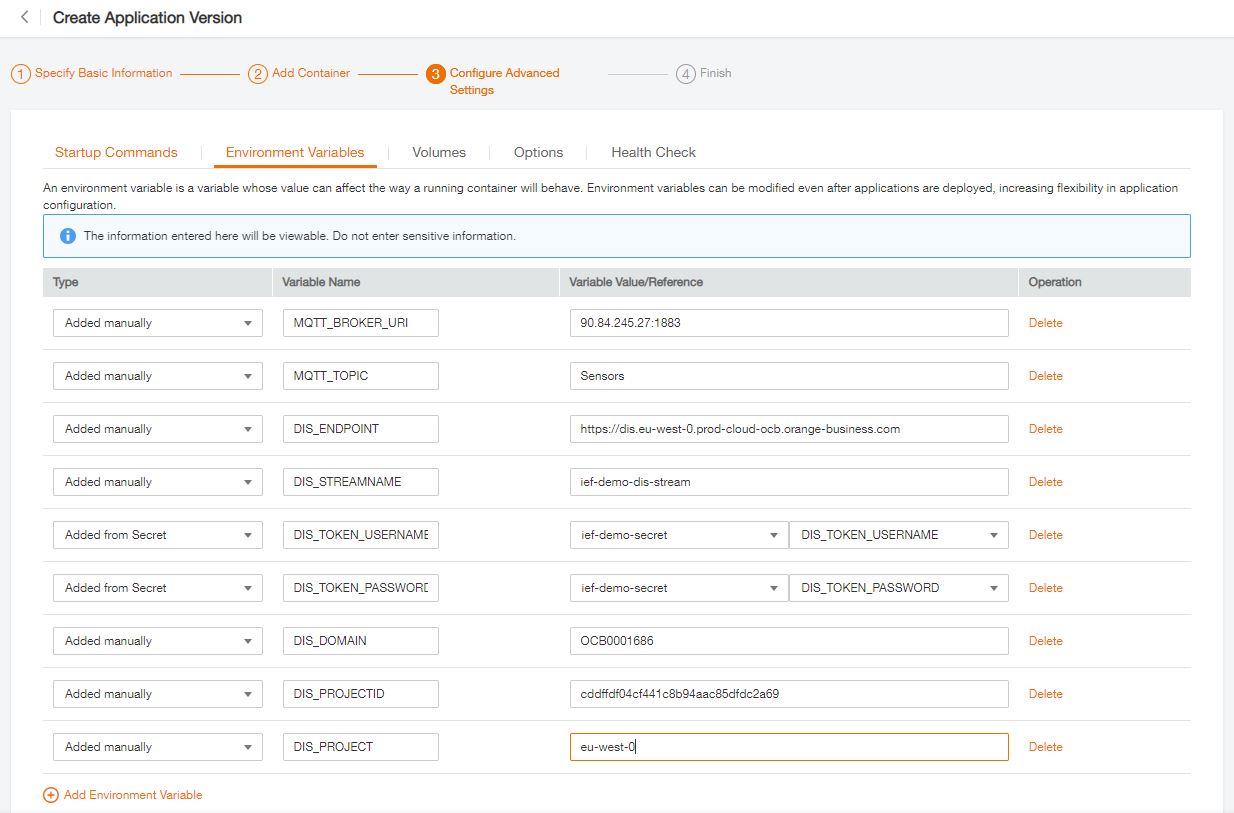 Create Application Version
1 Specify Basic Information 2 Add Container 3 Configure Advanced Settings 4 Finish
Startup Commands Environment Variables Volumes Options Health Check
An environment variable is a variable whose value can affect the way a running container will behave. Environment variables can be modified even after applications are deployed, increasing flexibility in application
configuration.
The information entered here will be viewable. Do not enter sensitive information.
Type Variable Name Variable Value/Reference Operation
Added manually MQTT_BROKER_URI 90.84.245.27:1883 Delete
Added manually MQTT_TOPIC Sensors Delete
Added manually DIS_ENDPOINT https://dis.eu-west-0.prod-cloud-ocb.orange-business.com Delete
Added manually DIS_STREAMNAME ief-demo-dis-stream Delete
Added from Secret DIS_TOKEN_USERNAME ief-demo-secret DIS_TOKEN_USERNAME Delete
Added from Secret DIS_TOKEN_PASSWORD ief-demo-secret DIS_TOKEN_PASSWORD Delete
Added manually DIS_DOMAIN OCB0001686 Delete
Added manually DIS_PROJECTID cddffdf04cf441c8b94aac85dfdc2a69 Delete
Added manually DIS_PROJECT eu-west-0 Delete
Add Environment Variable